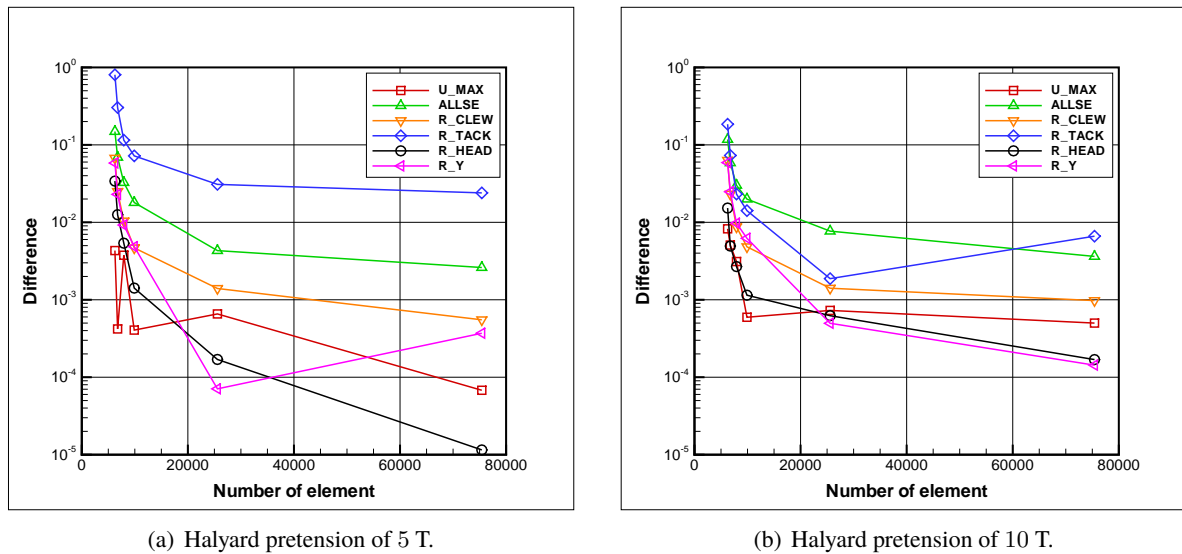 10^0
10^-1
10^-2
10^-3
10^-4
10^-5
Difference
U_MAX
ALLSE
R_CLEW
R_TACK
R_HEAD
R_Y
0 20000 40000 60000 80000
Number of element
(a) Halyard pretension of 5 T.
10^0
10^-1
10^-2
10^-3
10^-4
10^-5
Difference
U_MAX
ALLSE
R_CLEW
R_TACK
R_HEAD
R_Y
0 20000 40000 60000 80000
Number of element
(b) Halyard pretension of 10 T.